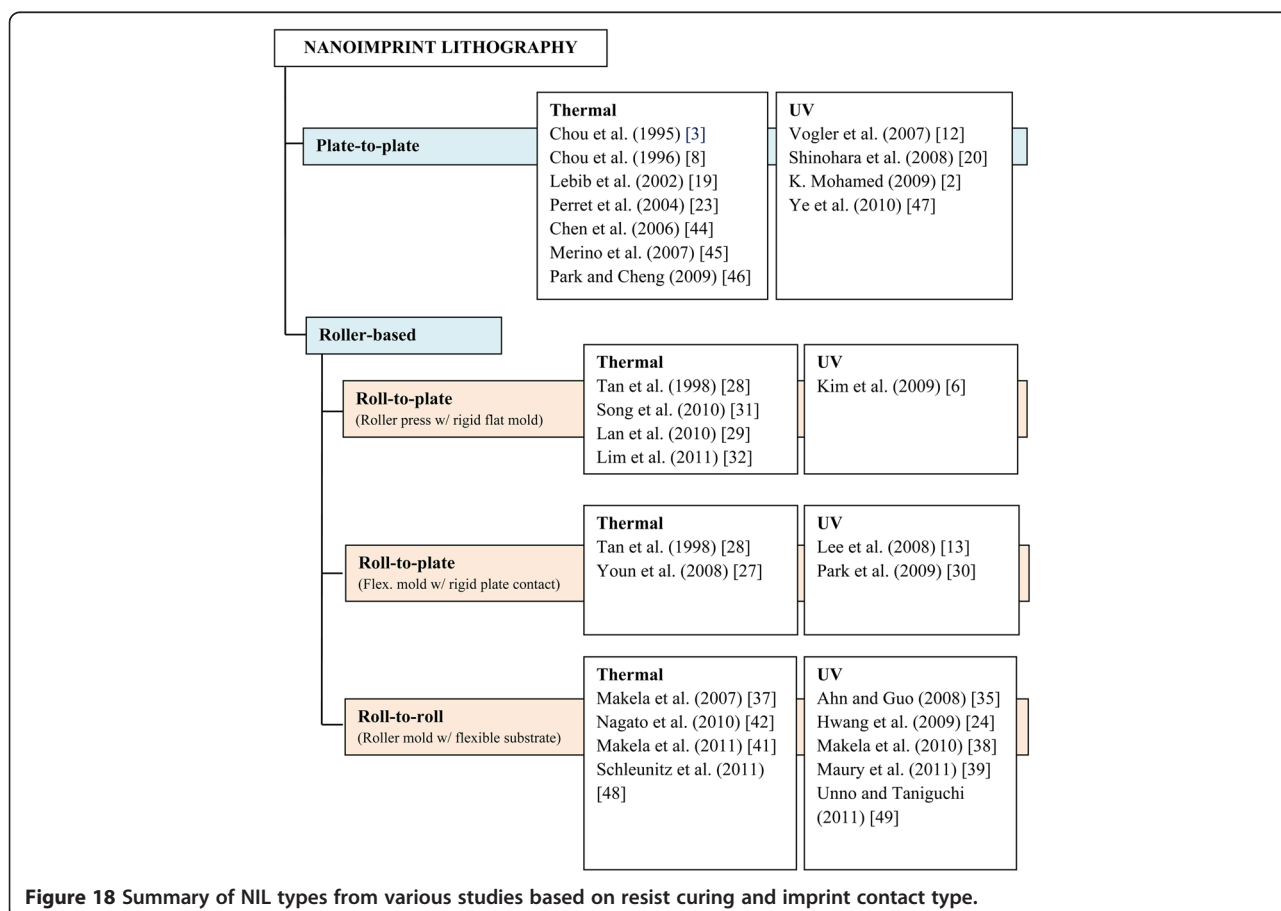 NANOIMPRINT LITHOGRAPHY
Plate-to-plate
Thermal
Chou et al. (1995) [3]
Chou et al. (1996) [8]
Lebib et al. (2002) [19]
Perret et al. (2004) [23]
Chen et al. (2006) [44]
Merino et al. (2007) [45]
Park and Cheng (2009) [46]
UV
Vogler et al. (2007) [12]
Shinohara et al. (2008) [20]
K. Mohamed (2009) [2]
Ye et al. (2010) [47]
Roller-based
Roll-to-plate
(Roller press w/ rigid flat mold)
Thermal
Tan et al. (1998) [28]
Song et al. (2010) [31]
Lan et al. (2010) [29]
Lim et al. (2011) [32]
UV
Kim et al. (2009) [6]
Roll-to-plate
(Flex. mold w/ rigid plate contact)
Thermal
Tan et al. (1998) [28]
Youn et al. (2008) [27]
UV
Lee et al. (2008) [13]
Park et al. (2009) [30]
Roll-to-roll
(Roller mold w/ flexible substrate)
Thermal
Makela et al. (2007) [37]
Nagato et al. (2010) [42]
Makela et al. (2011) [41]
Schleunitz et al. (2011)
[48]
UV
Ahn and Guo (2008) [35]
Hwang et al. (2009) [24]
Makela et al. (2010) [38]
Maury et al. (2011) [39]
Unno and Taniguchi
(2011) [49]
Figure 18 Summary of NIL types from various studies based on resist curing and imprint contact type.